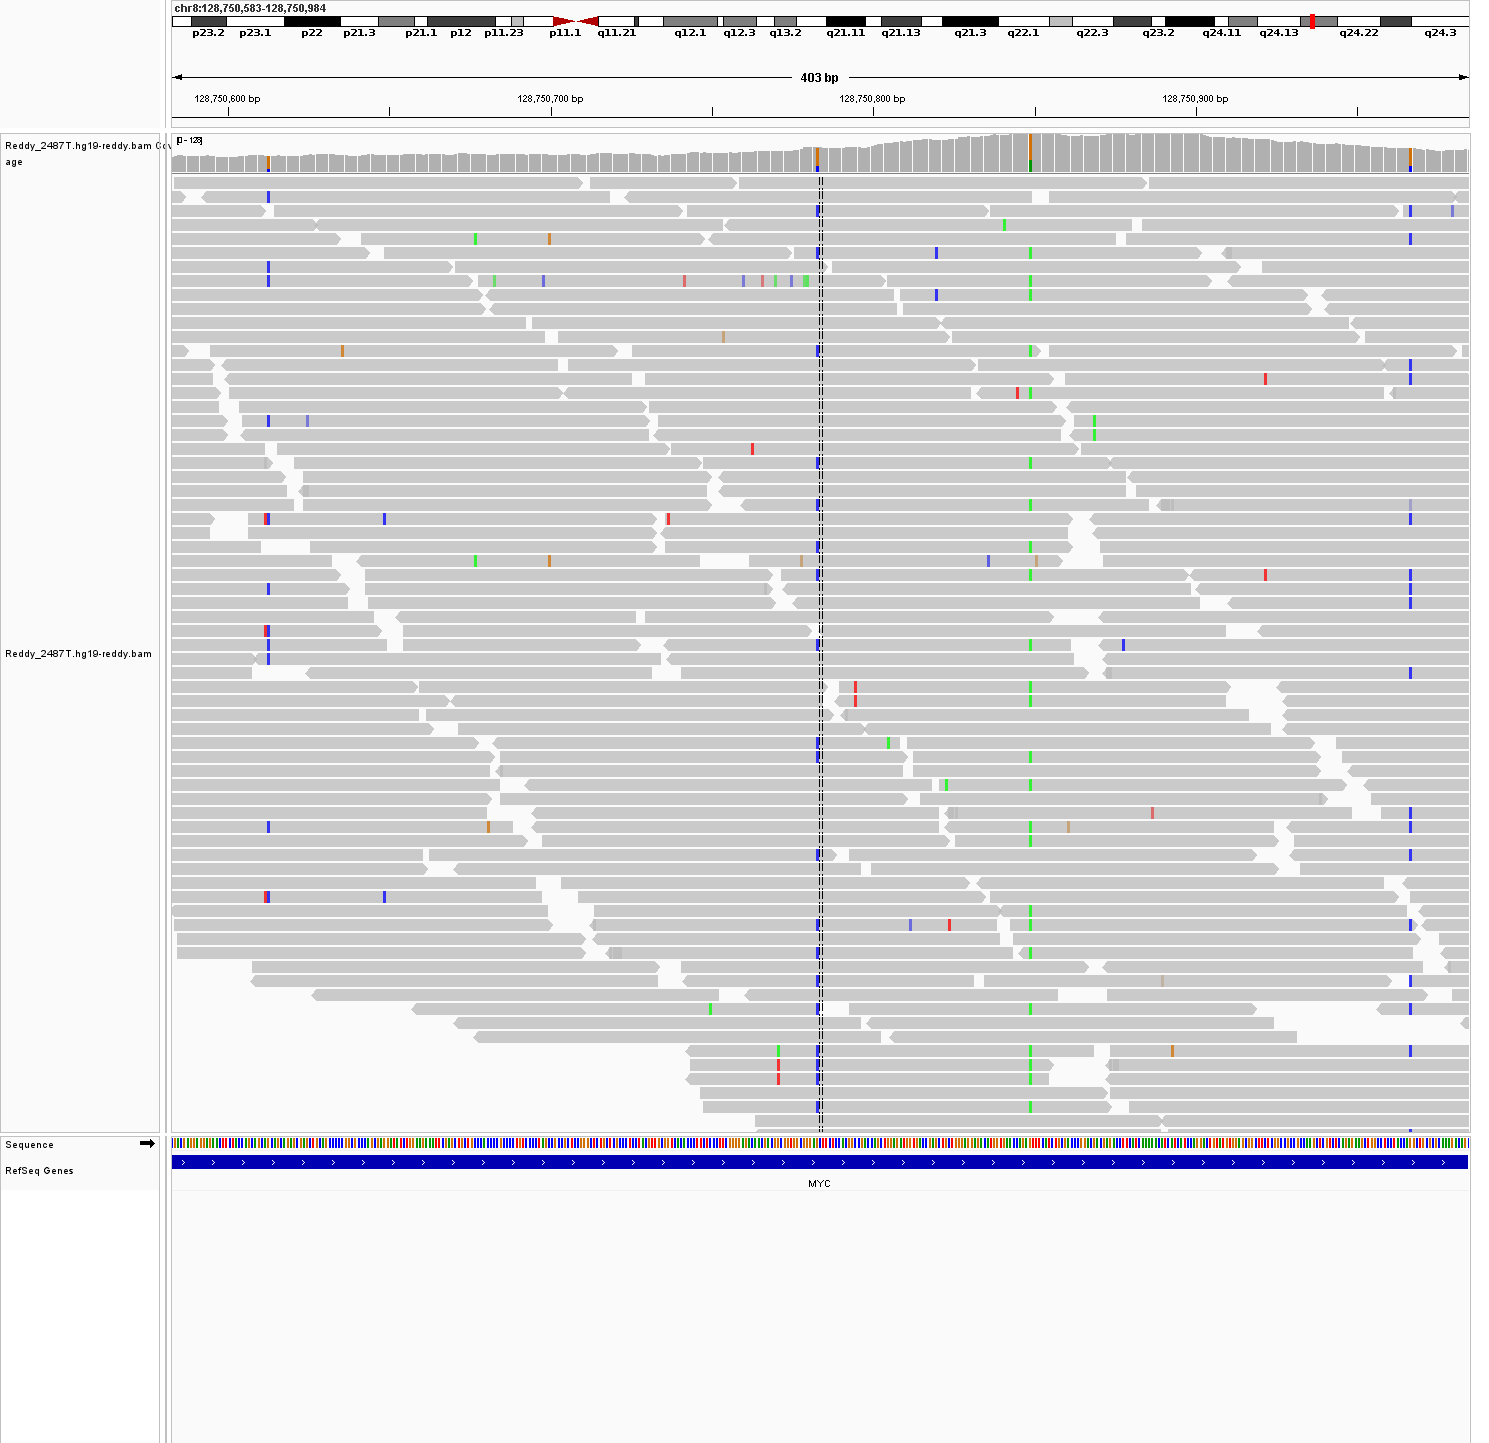 chr8:128,750,583-128,750,984
p23.2 p23.1 p22 p21.3 p21.1 p12 p11.23 p11.1 q11.21 q12.1 q12.3 q13.2 q21.11 q21.13 q21.3 q22.1 q22.3 q23.2 q24.11 q24.13 q24.22 q24.3
403 bp
128,750,600 bp 128,750,700 bp 128,750,800 bp 128,750,900 bp
[0 - 128]
Reddy_2487T.hg19-reddy.bam Cov
age
Reddy_2487T.hg19-reddy.bam
Sequence
RefSeq Genes
MYC